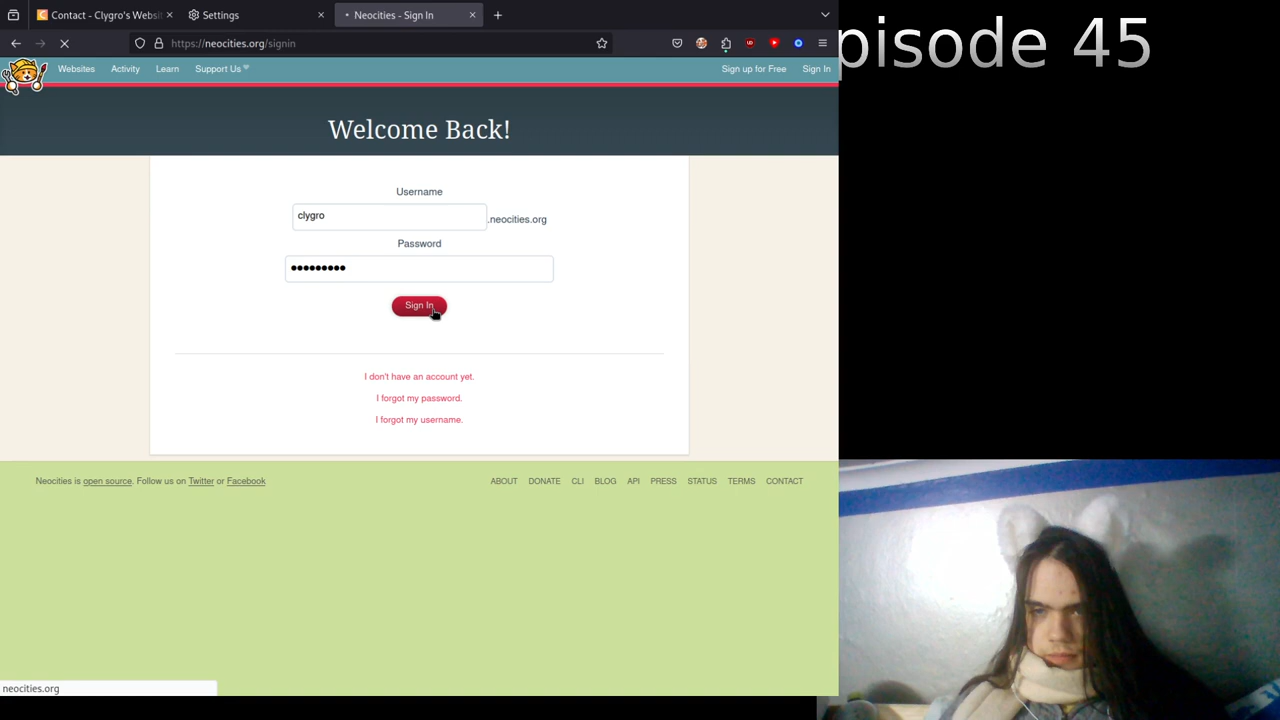 Contact - Clygro's Websi
Settings
Neocities - Sign In
https://neocities.org/signin
Websites
Activity
Learn
Support Us
Sign up for Free
Sign In
pisode 45
Welcome Back!
Username
clygro
.neocities.org
Password
•••••••••
Sign In
I don't have an account yet.
I forgot my password.
I forgot my username.
Neocities is open source. Follow us on Twitter or Facebook
ABOUT DONATE CLI BLOG API PRESS STATUS TERMS CONTACT
neocities.org